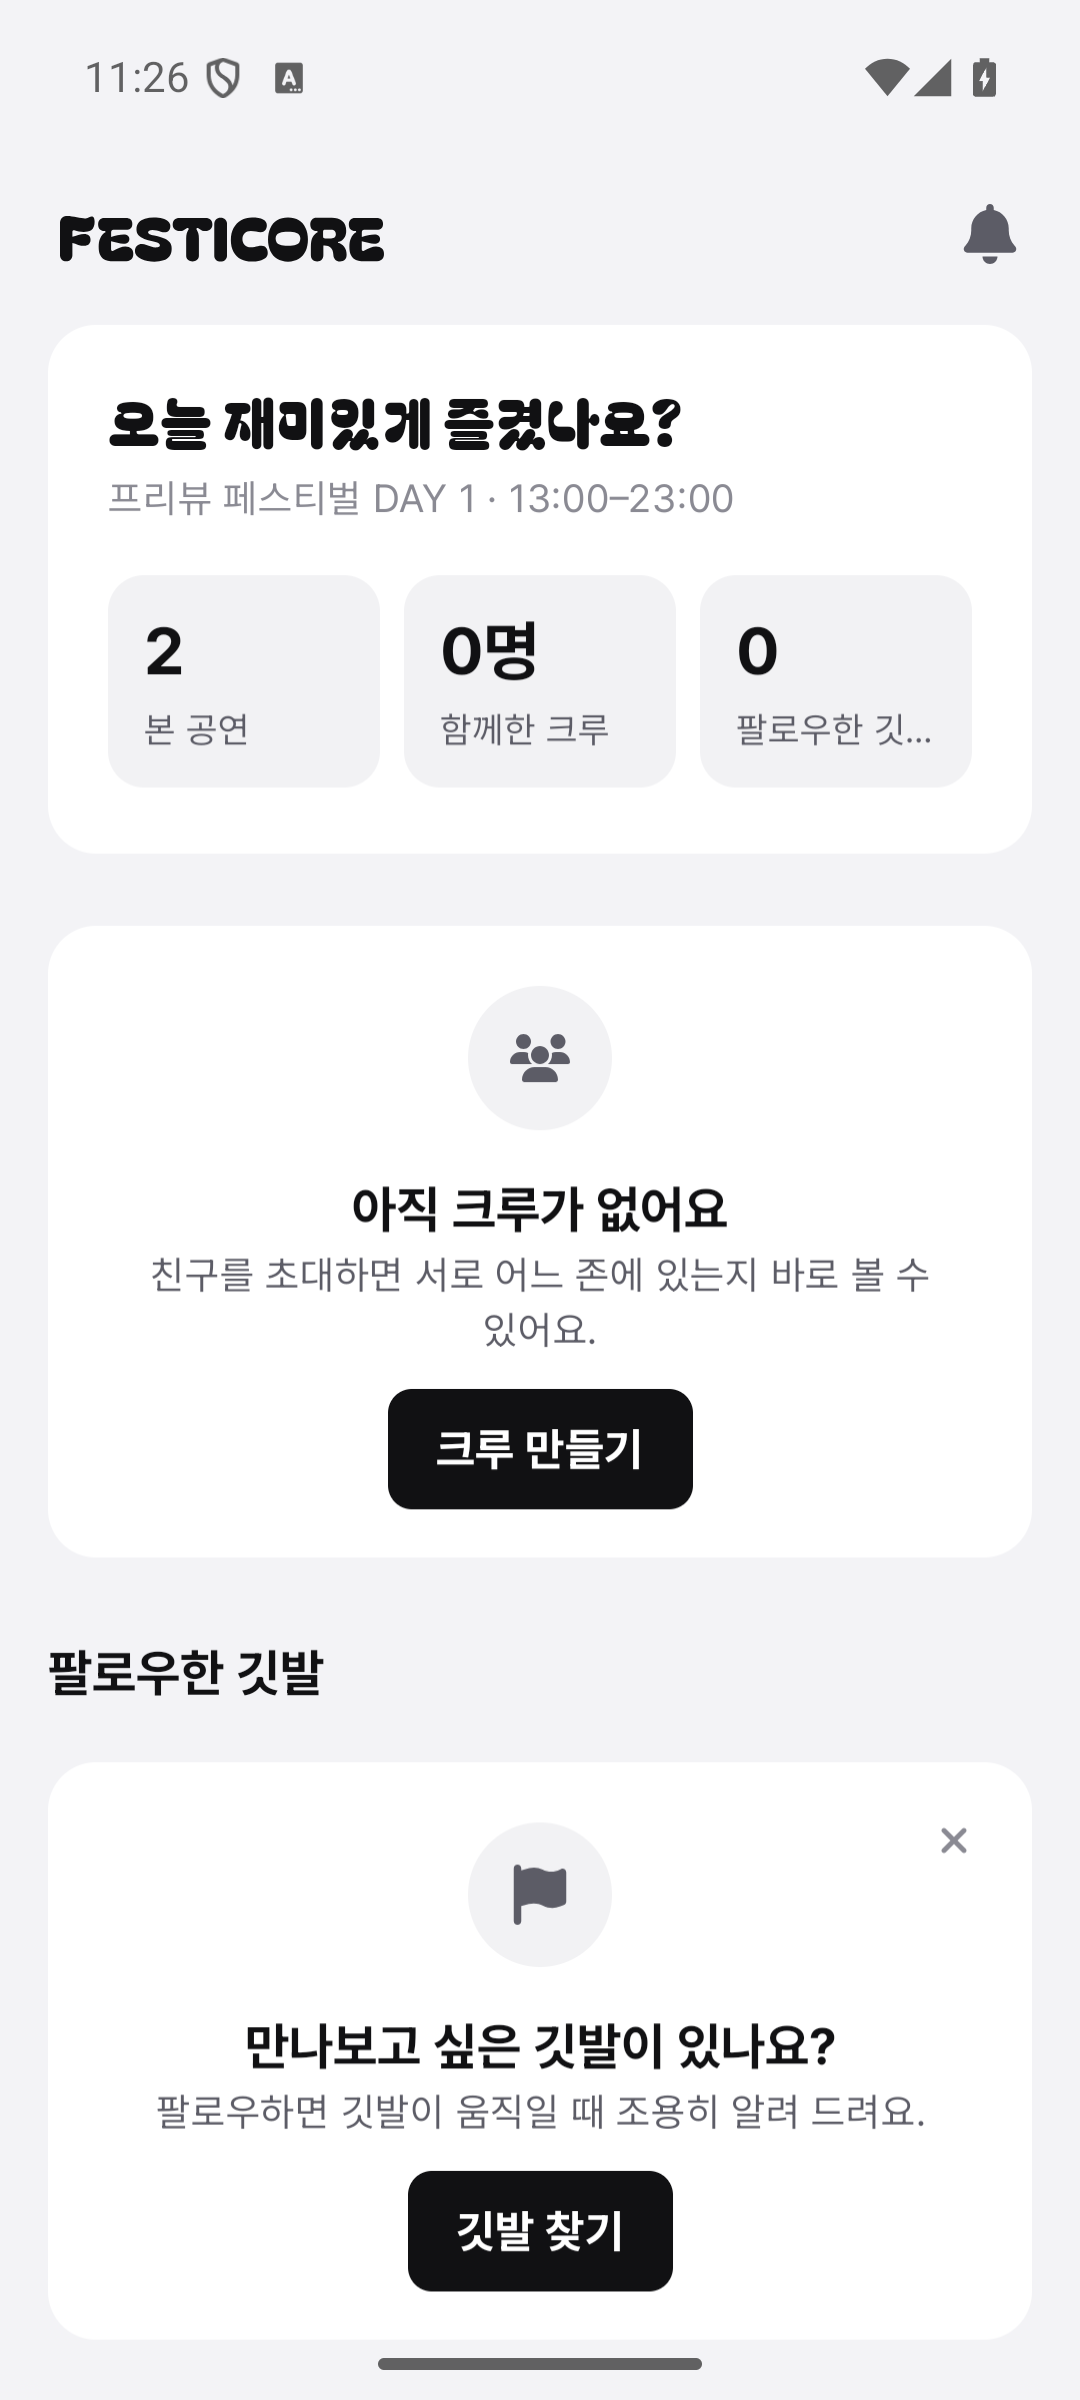 11:26
FESTICORE
오늘 재미있게 즐겼나요?
프리뷰 페스티벌 DAY 1 · 13:00–23:00
2
본 공연
0명
함께한 크루
0
팔로우한 깃...
아직 크루가 없어요
친구를 초대하면 서로 어느 존에 있는지 바로 볼 수
있어요.
크루 만들기
팔로우한 깃발
만나보고 싶은 깃발이 있나요?
팔로우하면 깃발이 움직일 때 조용히 알려 드려요.
깃발 찾기